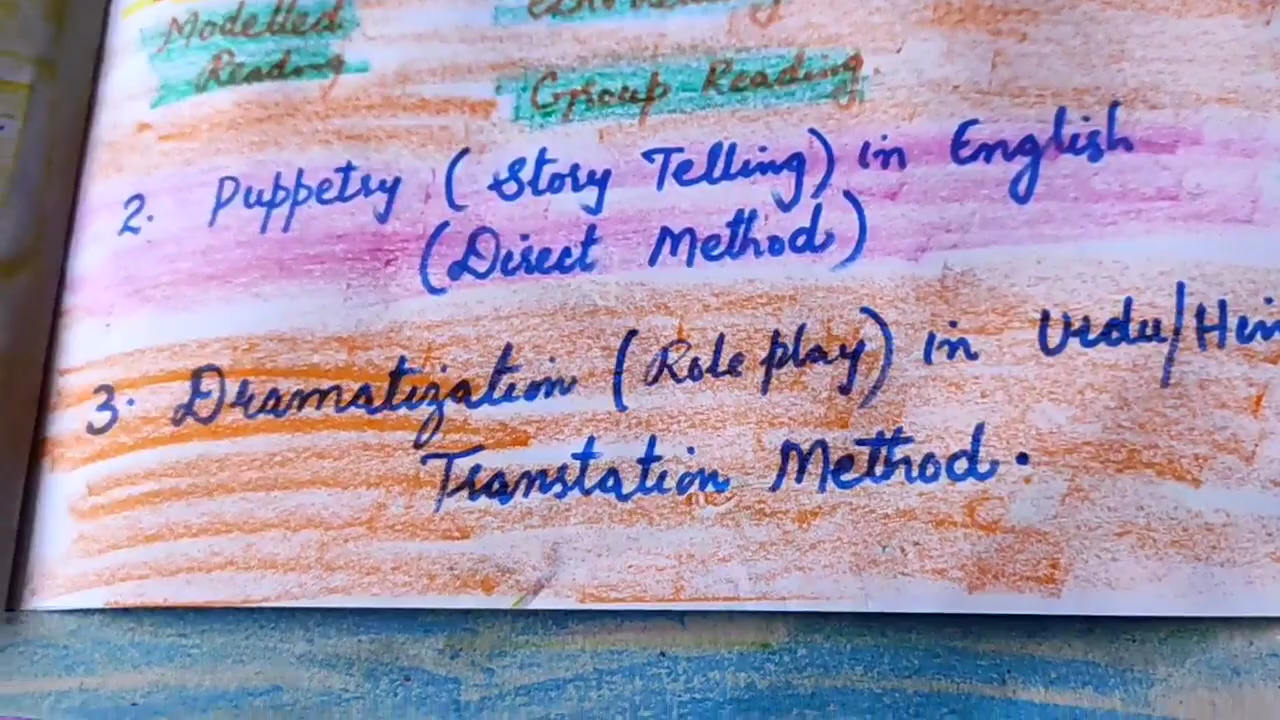 Modelled
Reading
Group Reading.
2. Puppetry (Story Telling) in English
(Direct Method)
3. Dramatization (Role play) in Urdu/Hin
Transtation Method.